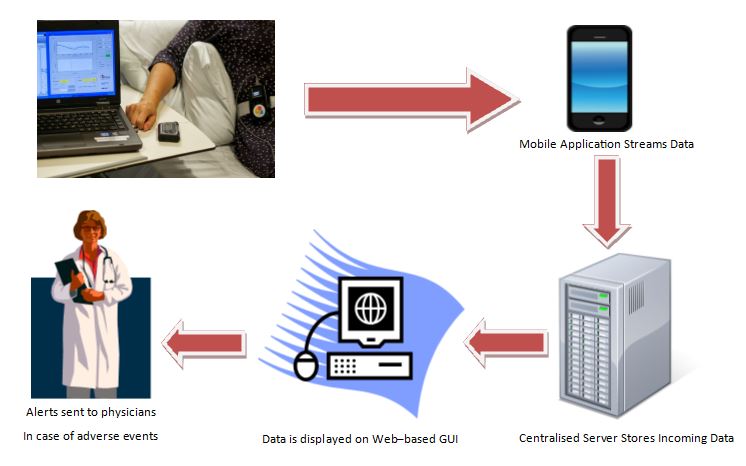 Mobile Application Streams Data
Alerts sent to physicians
In case of adverse events
Data is displayed on Web–based GUI
Centralised Server Stores Incoming Data